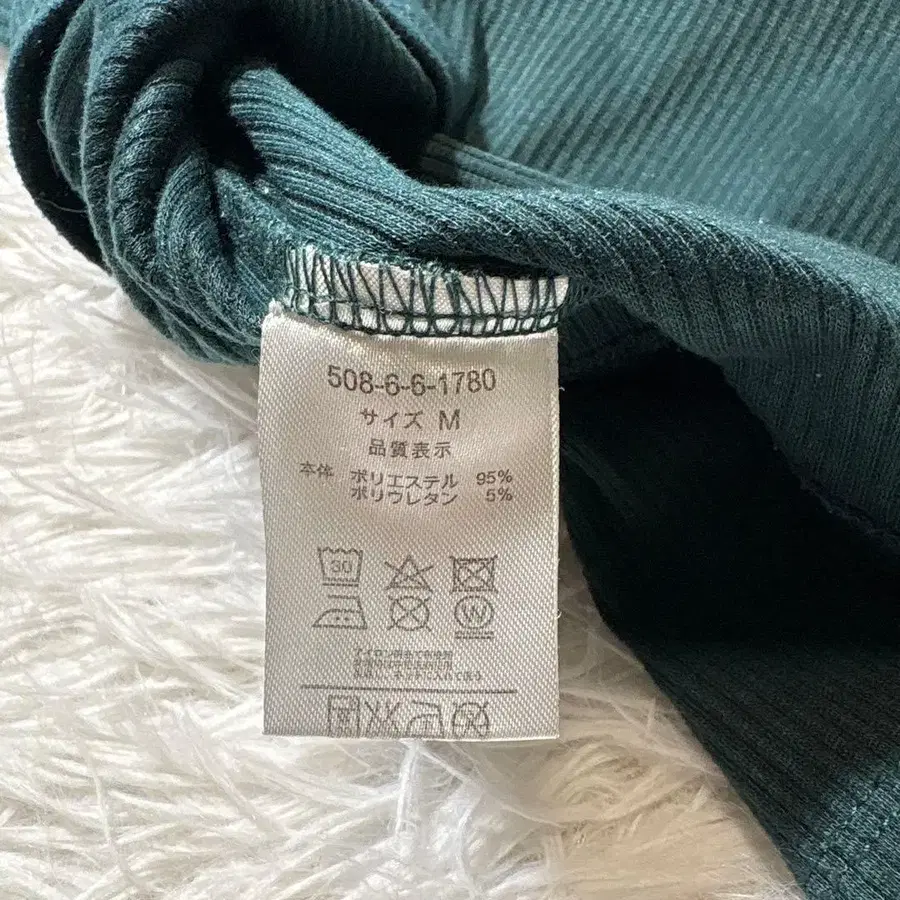 508-6-6-1780
サイズ M
品質表示
本体 ポリエステル 95%
ポリウレタン 5%
30
W